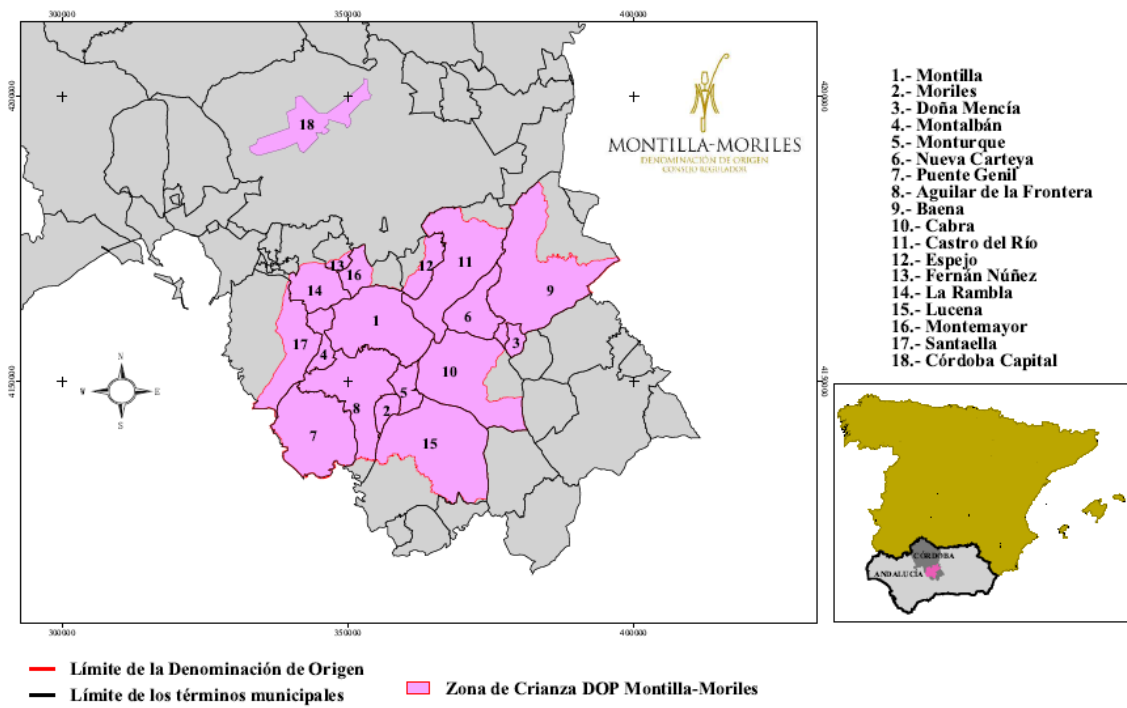 300000
350000
400000
4200000
4200000
18
MONTILLA-MORILES
DENOMINACIÓN DE ORIGEN
CONSEJO REGULADOR
1.- Montilla
2.- Moriles
3.- Doña Mencía
4.- Montalbán
5.- Monturque
6.- Nueva Carteya
7.- Puente Genil
8.- Aguilar de la Frontera
9.- Baena
10.- Cabra
11.- Castro del Río
12.- Espejo
13.- Fernán Núñez
14.- La Rambla
15.- Lucena
16.- Montemayor
17.- Santaella
18.- Córdoba Capital
13
16
12
11
14
9
1
6
17
4
3
10
5
8
2
7
15
N
W
E
S
4150000
4150000
CÓRDOBA
ANDALUCÍA
300000
350000
400000
Límite de la Denominación de Origen
Límite de los términos municipales
Zona de Crianza DOP Montilla-Moriles